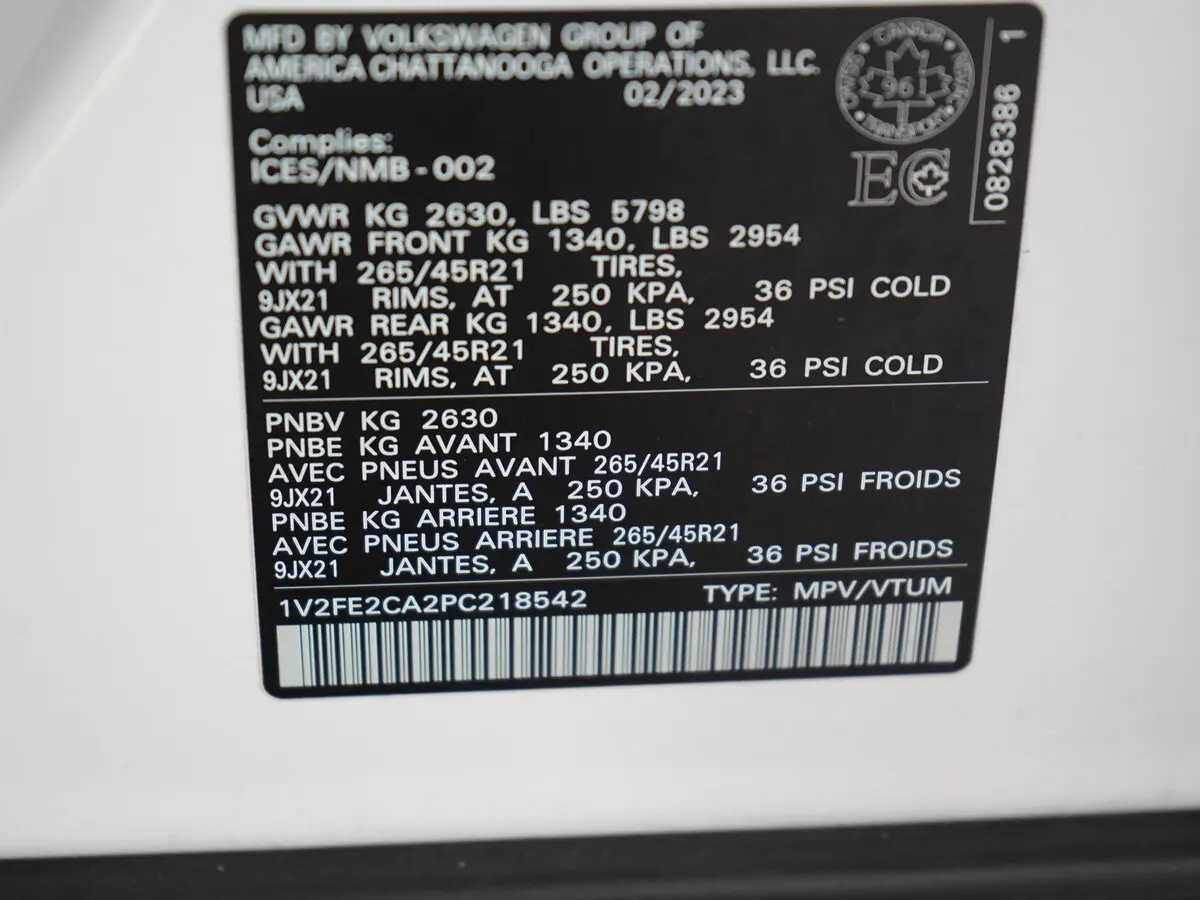 MFD BY VOLKSWAGEN GROUP OF
AMERICA CHATTANOOGA OPERATIONS, LLC.
USA 02/2023
Complies:
ICES/NMB-002
GVWR KG 2630, LBS 5798
GAWR FRONT KG 1340, LBS 2954
WITH 265/45R21 TIRES,
9JX21 RIMS, AT 250 KPA, 36 PSI COLD
GAWR REAR KG 1340, LBS 2954
WITH 265/45R21 TIRES,
9JX21 RIMS, AT 250 KPA, 36 PSI COLD
PNBV KG 2630
PNBE KG AVANT 1340
AVEC PNEUS AVANT 265/45R21
9JX21 JANTES, A 250 KPA, 36 PSI FROIDS
PNBE KG ARRIERE 1340
AVEC PNEUS ARRIERE 265/45R21
9JX21 JANTES, A 250 KPA, 36 PSI FROIDS
1V2FE2CA2PC218542 TYPE: MPV/VTUM
CANADA
961
TRANSPORT
EC
0828386 1